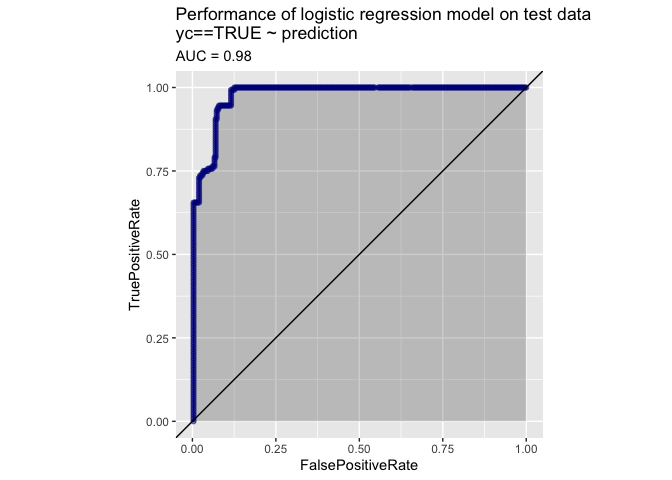 Performance of logistic regression model on test data
yc==TRUE ~ prediction
AUC = 0.98
1.00
0.75
0.50
0.25
0.00
TruePositiveRate
0.00 0.25 0.50 0.75 1.00
FalsePositiveRate